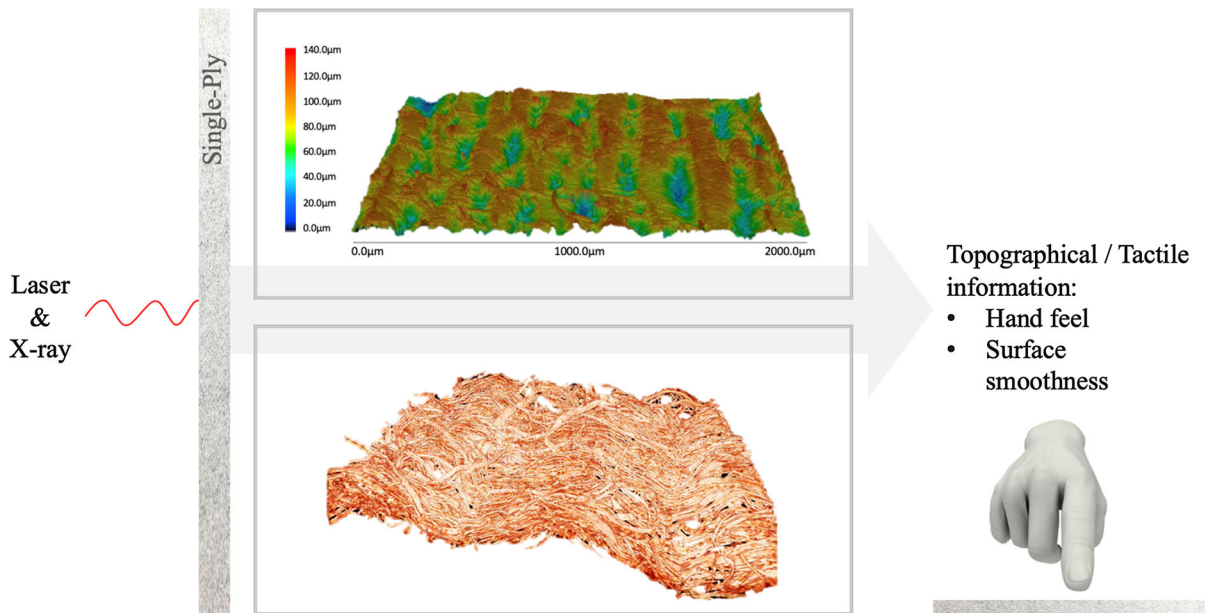 Single-Ply
140.0µm
120.0µm
100.0µm
80.0µm
60.0µm
40.0µm
20.0µm
0.0µm
0.0µm 1000.0µm 2000.0µm
Laser
&
X-ray
Topographical / Tactile
information:
• Hand feel
• Surface
smoothness